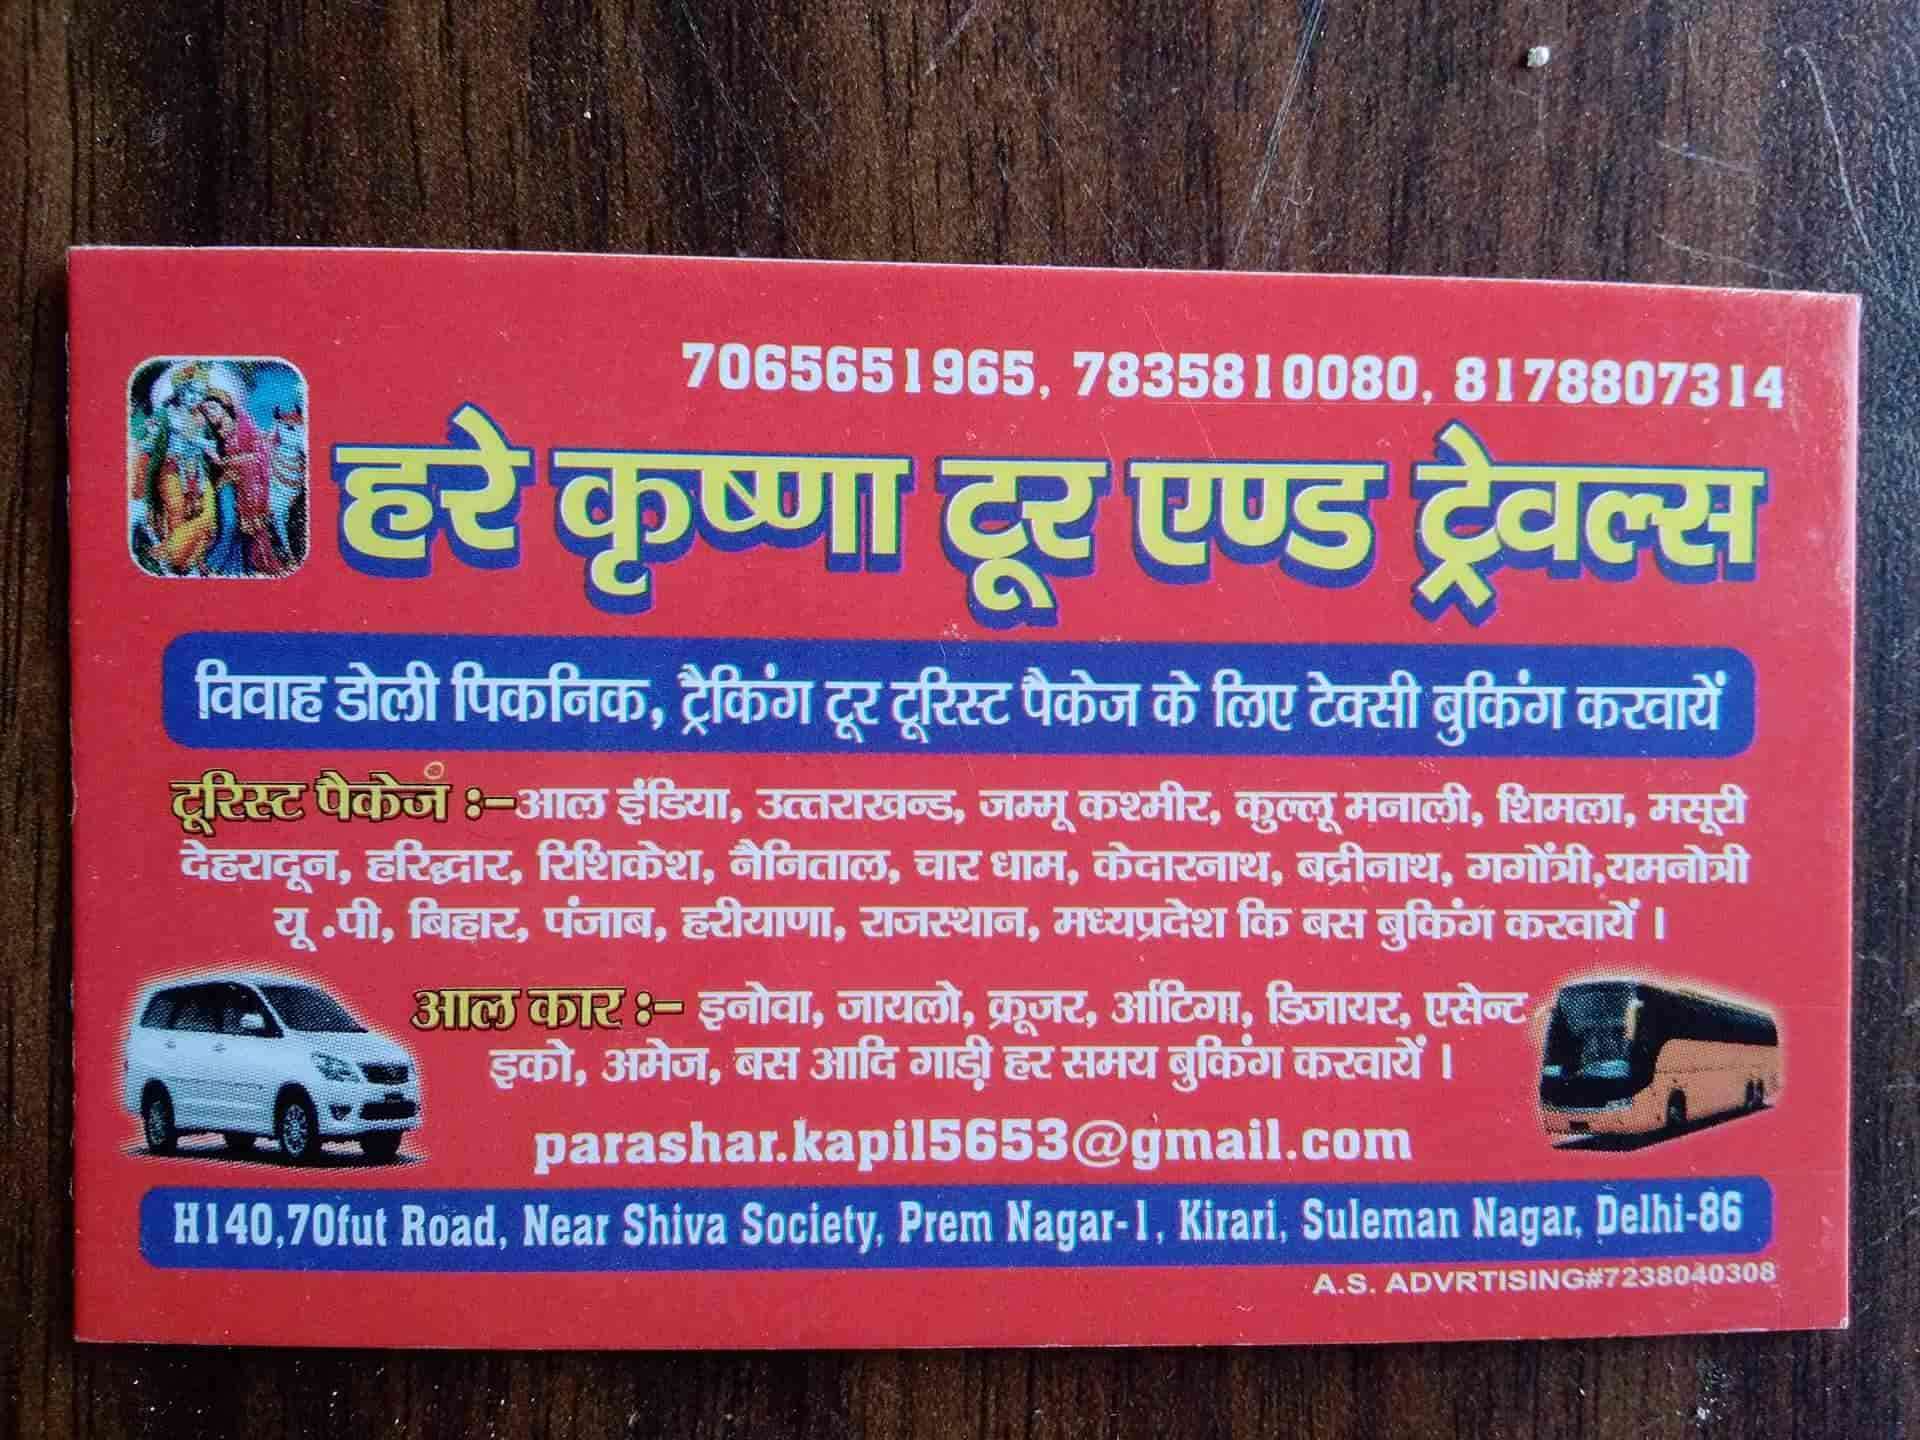 7065651965, 7835810080, 8178807314
हरे कृष्णा टूर एण्ड ट्रेवल्स
विवाह डोली पिकनिक, ट्रैकिंग टूर टूरिस्ट पैकेज के लिए टेक्सी बुकिंग करवायें
टूरिस्ट पैकेजं :-आल इंडिया, उत्तराखन्ड, जम्मू कश्मीर, कुल्लू मनाली, शिमला, मसूरी
देहरादून, हरिद्धार, रिशिकेश, नैनिताल, चार धाम, केदारनाथ, बद्रीनाथ, गगोंत्री,यमनोत्री
यू .पी, बिहार, पंजाब, हरीयाणा, राजस्थान, मध्यप्रदेश कि बस बुकिंग करवायें ।
आल कार :- इनोवा, जायलो, क्रूजर, आंटिगा, डिजायर, एसेन्ट
इको, अमेज, बस आदि गाड़ी हर समय बुकिंग करवायें ।
parashar.kapil5653@gmail.com
H140,70fut Road, Near Shiva Society, Prem Nagar-1, Kirari, Suleman Nagar, Delhi-86
A.S. ADVRTISING#7238040308